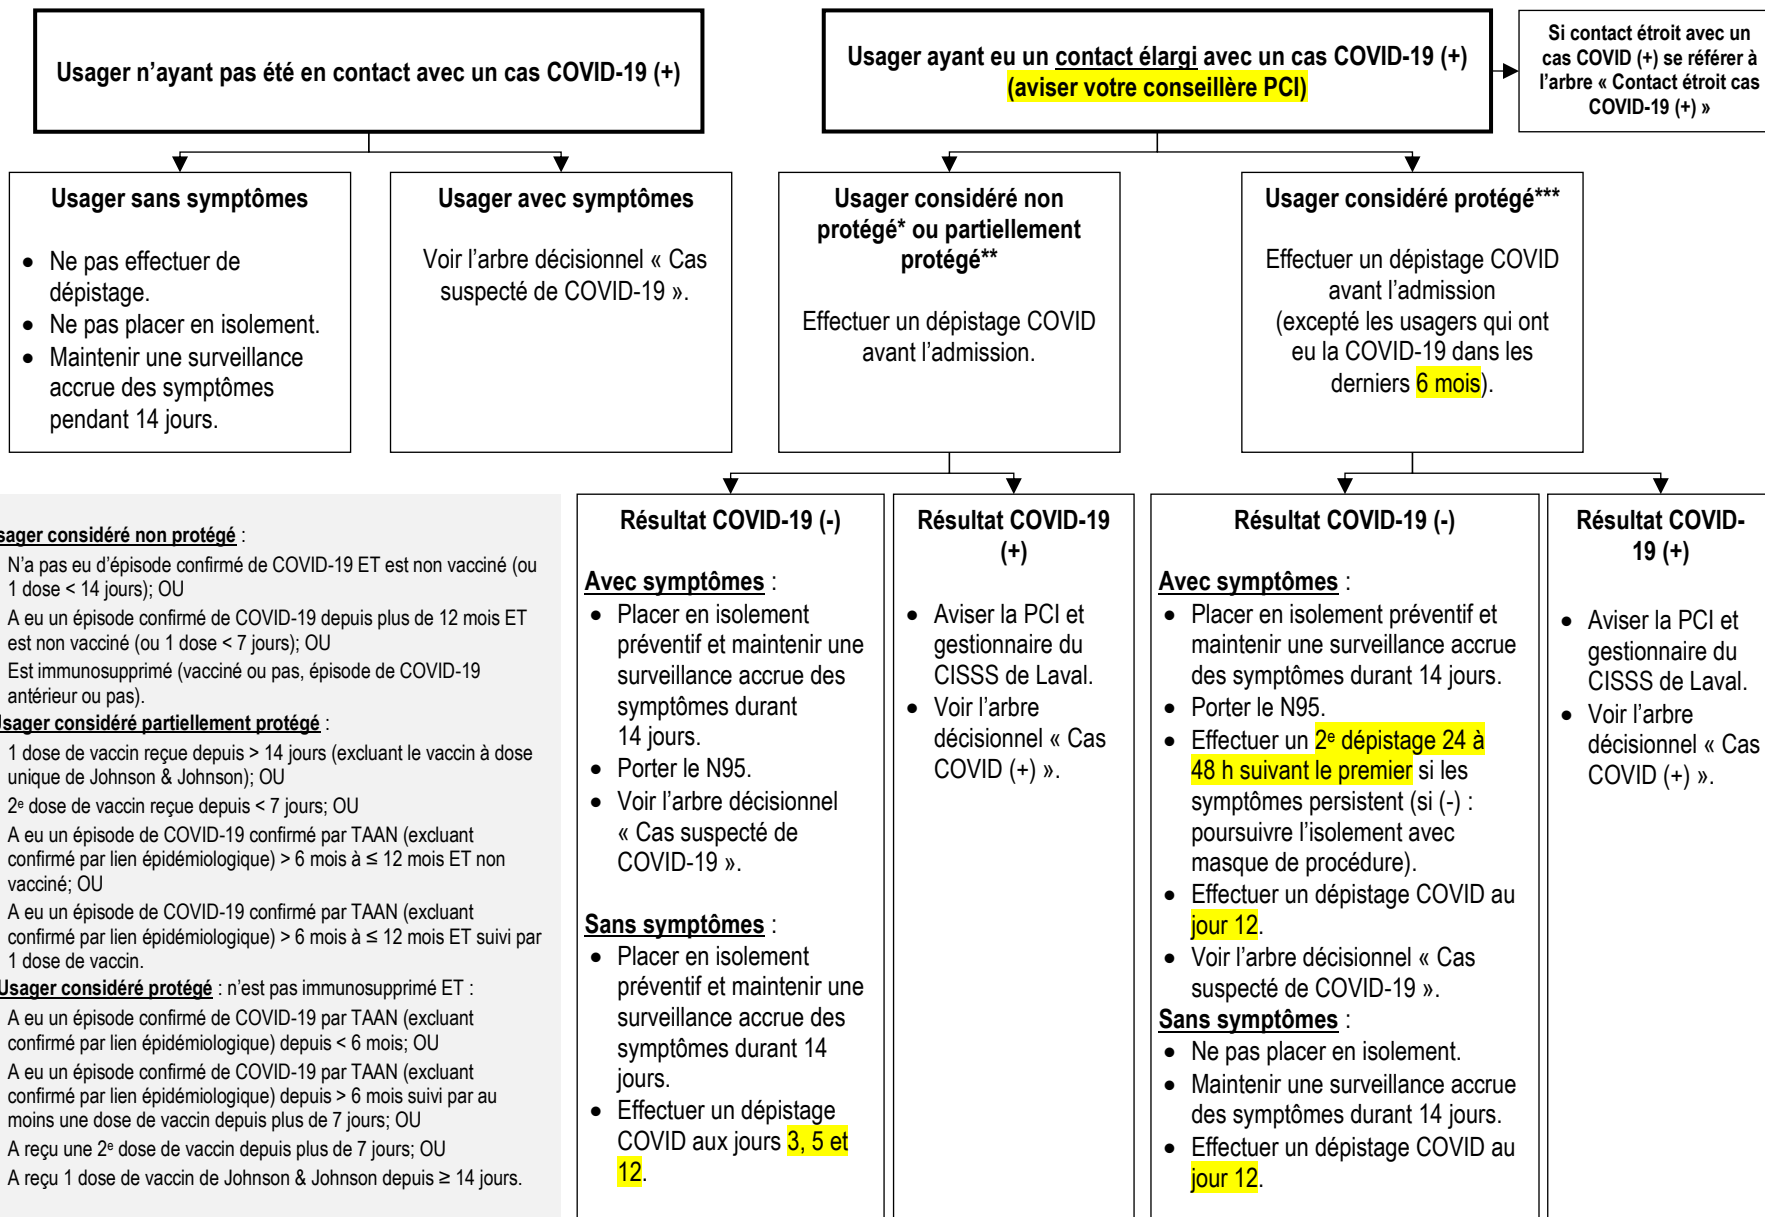 Usager n'ayant pas été en contact avec un cas COVID-19 (+)
Usager ayant eu un contact élargi avec un cas COVID-19 (+)
(aviser votre conseillère PCI)
Si contact étroit avec un
cas COVID (+) se référer à
l'arbre « Contact étroit cas
COVID-19 (+) »
Usager sans symptômes
• Ne pas effectuer de
dépistage.
• Ne pas placer en isolement.
• Maintenir une surveillance
accrue des symptômes
pendant 14 jours.
Usager avec symptômes
Voir l'arbre décisionnel « Cas
suspecté de COVID-19 ».
Usager considéré non
protégé* ou partiellement
protégé**
Effectuer un dépistage COVID
avant l'admission.
Usager considéré protégé***
Effectuer un dépistage COVID
avant l'admission
(excepté les usagers qui ont
eu la COVID-19 dans les
derniers 6 mois).
sager considéré non protégé :
N'a pas eu d'épisode confirmé de COVID-19 ET est non vacciné (ou
1 dose < 14 jours); OU
A eu un épisode confirmé de COVID-19 depuis plus de 12 mois ET
est non vacciné (ou 1 dose < 7 jours); OU
Est immunosupprimé (vacciné ou pas, épisode de COVID-19
antérieur ou pas).
Usager considéré partiellement protégé :
1 dose de vaccin reçue depuis > 14 jours (excluant le vaccin à dose
unique de Johnson & Johnson); OU
2e dose de vaccin reçue depuis < 7 jours; OU
A eu un épisode de COVID-19 confirmé par TAAN (excluant
confirmé par lien épidémiologique) > 6 mois à ≤ 12 mois ET non
vacciné; OU
A eu un épisode de COVID-19 confirmé par TAAN (excluant
confirmé par lien épidémiologique) > 6 mois à ≤ 12 mois ET suivi par
1 dose de vaccin.
Usager considéré protégé : n'est pas immunosupprimé ET :
A eu un épisode confirmé de COVID-19 par TAAN (excluant
confirmé par lien épidémiologique) depuis < 6 mois; OU
A eu un épisode confirmé de COVID-19 par TAAN (excluant
confirmé par lien épidémiologique) depuis > 6 mois suivi par au
moins une dose de vaccin depuis plus de 7 jours; OU
A reçu une 2e dose de vaccin depuis plus de 7 jours; OU
A reçu 1 dose de vaccin de Johnson & Johnson depuis ≥ 14 jours.
Résultat COVID-19 (-)
Avec symptômes :
• Placer en isolement
préventif et maintenir une
surveillance accrue des
symptômes durant
14 jours.
• Porter le N95.
• Voir l'arbre décisionnel
« Cas suspecté de
COVID-19 ».
Sans symptômes :
• Placer en isolement
préventif et maintenir une
surveillance accrue des
symptômes durant 14
jours.
• Effectuer un dépistage
COVID aux jours 3, 5 et
12.
Résultat COVID-19
(+)
• Aviser la PCI et
gestionnaire du
CISSS de Laval.
• Voir l'arbre
décisionnel « Cas
COVID (+) ».
Résultat COVID-19 (-)
Avec symptômes :
• Placer en isolement préventif et
maintenir une surveillance accrue
des symptômes durant 14 jours.
• Porter le N95.
• Effectuer un 2e dépistage 24 à
48 h suivant le premier si les
symptômes persistent (si (-) :
poursuivre l'isolement avec
masque de procédure).
• Effectuer un dépistage COVID au
jour 12.
• Voir l'arbre décisionnel « Cas
suspecté de COVID-19 ».
Sans symptômes :
• Ne pas placer en isolement.
• Maintenir une surveillance accrue
des symptômes durant 14 jours.
• Effectuer un dépistage COVID au
jour 12.
Résultat COVID-
19 (+)
• Aviser la PCI et
gestionnaire du
CISSS de Laval.
• Voir l'arbre
décisionnel « Cas
COVID (+) ».